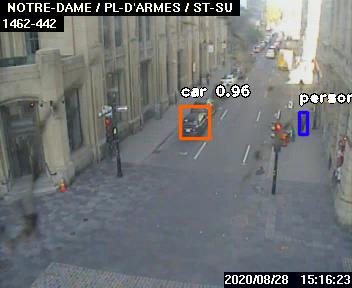 NOTRE-DAME / PL-D'ARMES / ST-SU
1462-442
car 0.96
person
2020/08/28 15:16:23